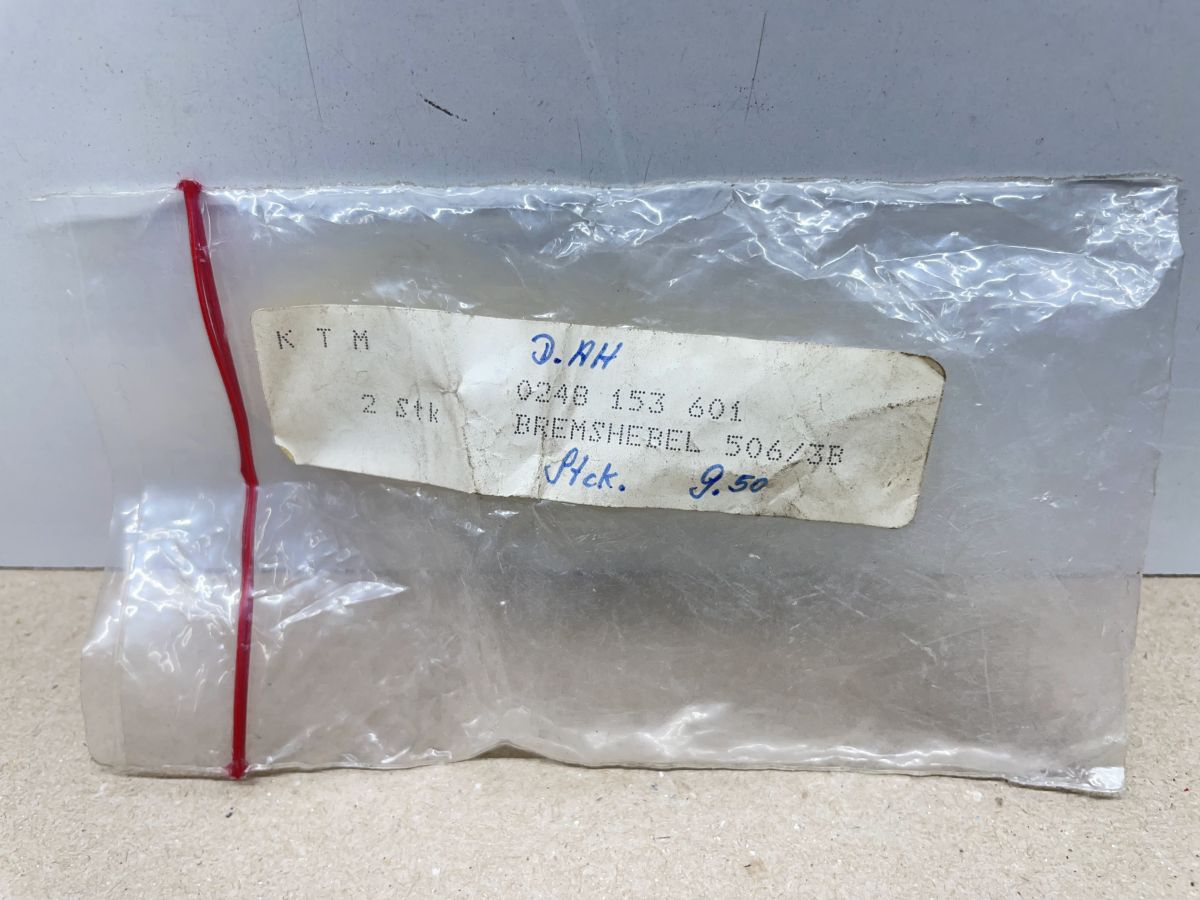 K T M
D.AH
2 Stk 0248 153 601
BREMSHEBEL 506/3B
Stck. 9.50